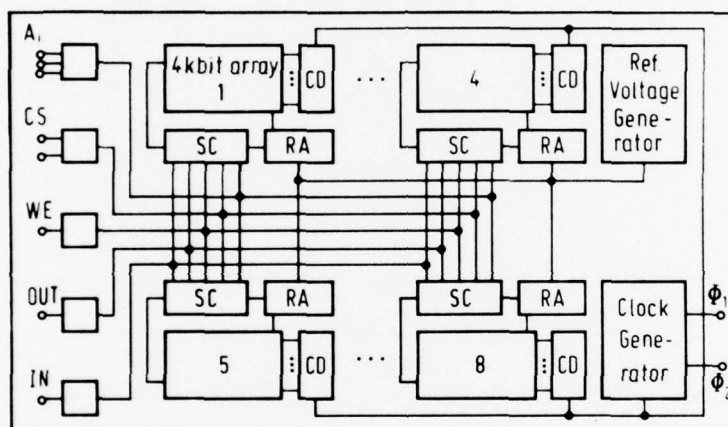 Ai
CS
WE
OUT
IN
4kbit array
1
CD
...
4
CD
Ref.
Voltage
Gene-
rator
SC
RA
SC
RA
SC
RA
SC
RA
5
CD
...
8
CD
Clock
Gene-
rator
Φ1
Φ